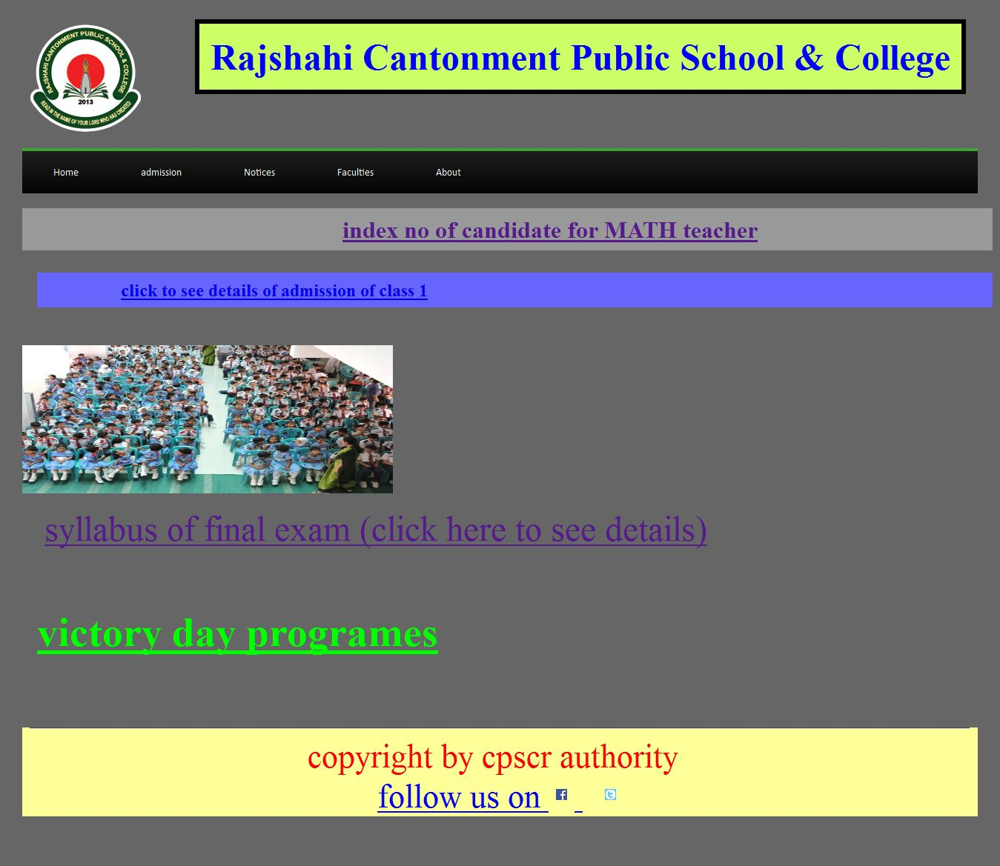 RAJSHAHI CANTONMENT PUBLIC SCHOOL & COLLEGE
2013
READ IN THE NAME OF YOUR LORD WHO HAS CREATED
Rajshahi Cantonment Public School & College
Home admission Notices Faculties About
index no of candidate for MATH teacher
click to see details of admission of class 1
syllabus of final exam (click here to see details)
victory day programes
copyright by cpscr authority
follow us on